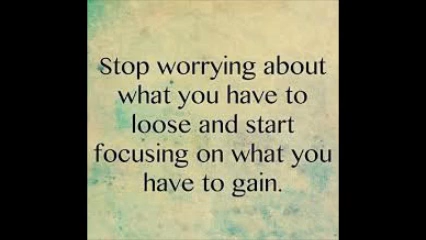 Stop worrying about
what you have to
loose and start
focusing on what you
have to gain.